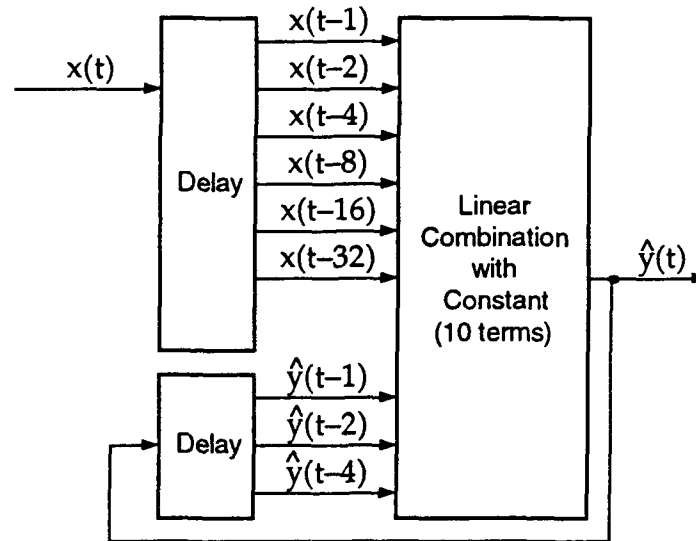 x(t)
Delay
x(t–1)
x(t–2)
x(t–4)
x(t–8)
x(t–16)
x(t–32)
Linear
Combination
with
Constant
(10 terms)
ŷ(t)
Delay
ŷ(t–1)
ŷ(t–2)
ŷ(t–4)